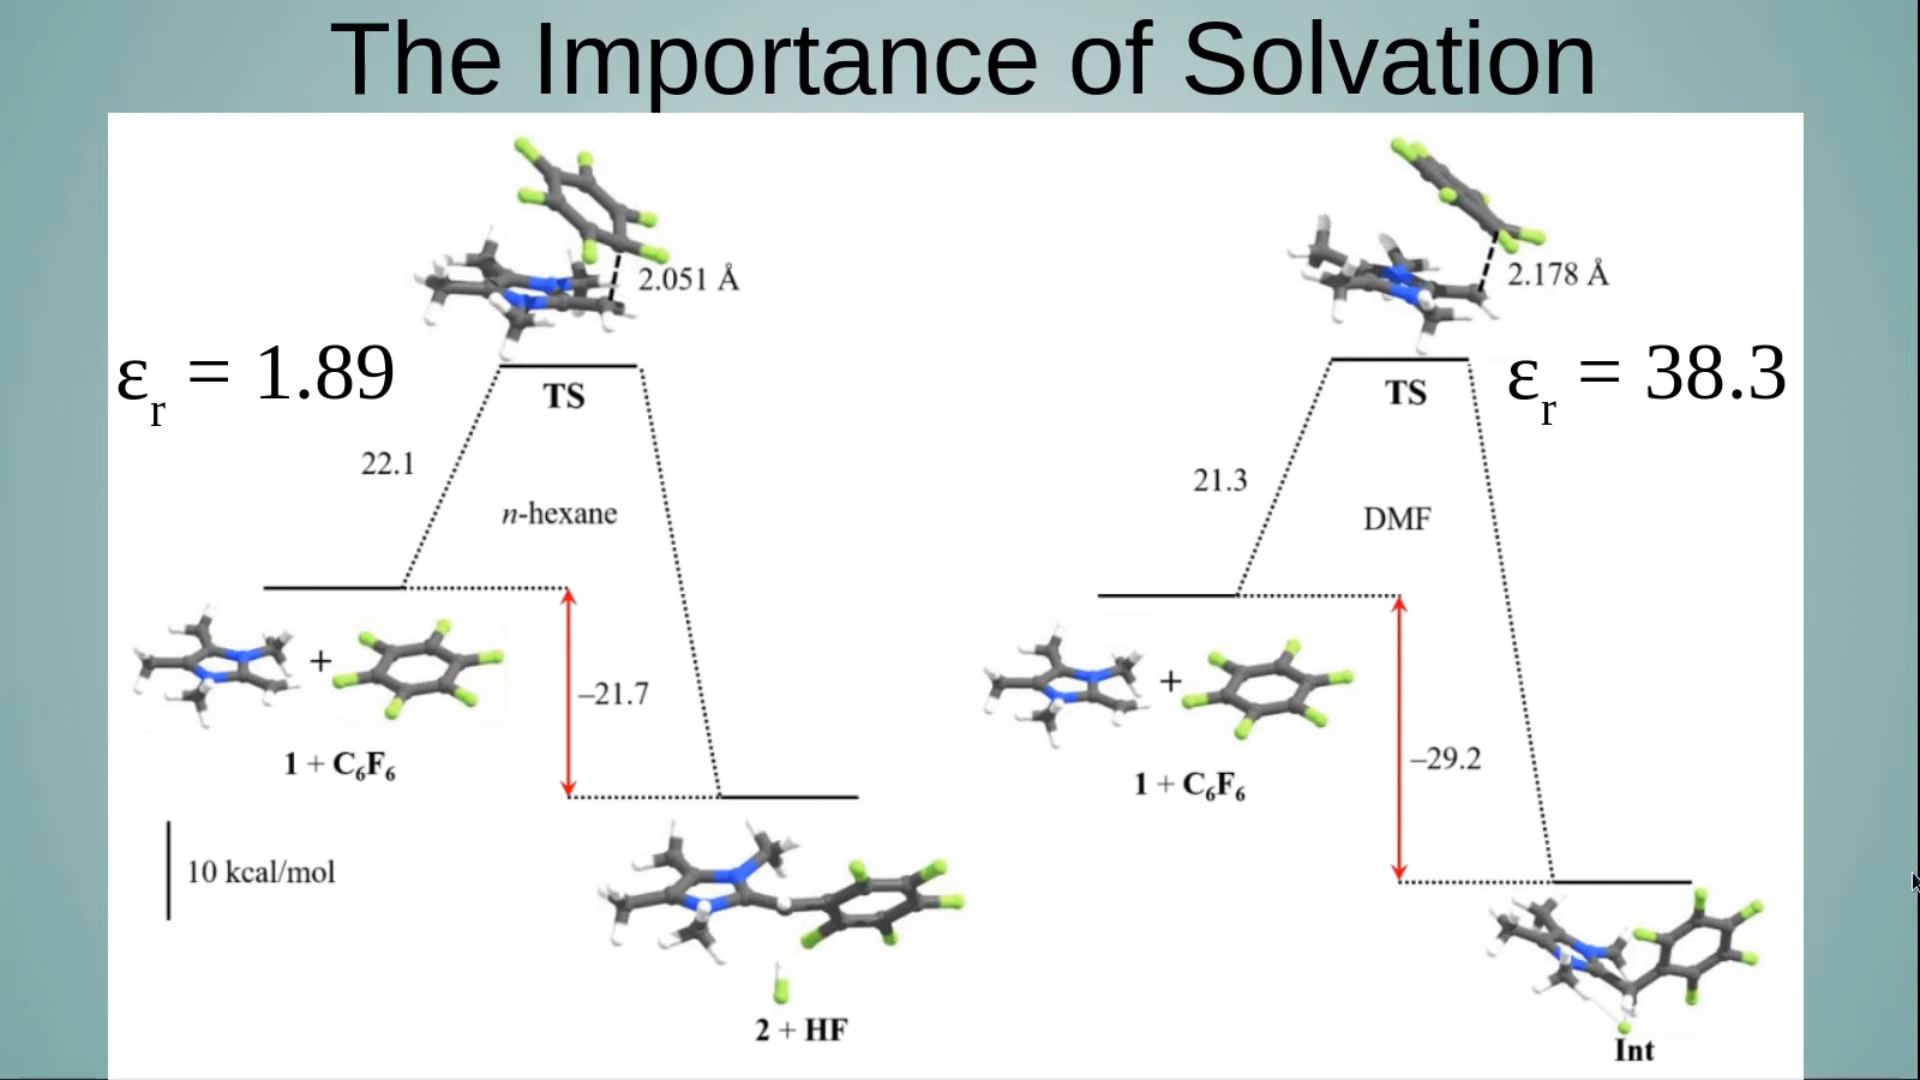 The Importance of Solvation
2.051 Å
2.178 Å
εr = 1.89
TS
TS
εr = 38.3
22.1
21.3
n-hexane
DMF
+
+
–21.7
–29.2
1 + C6F6
1 + C6F6
10 kcal/mol
2 + HF
Int